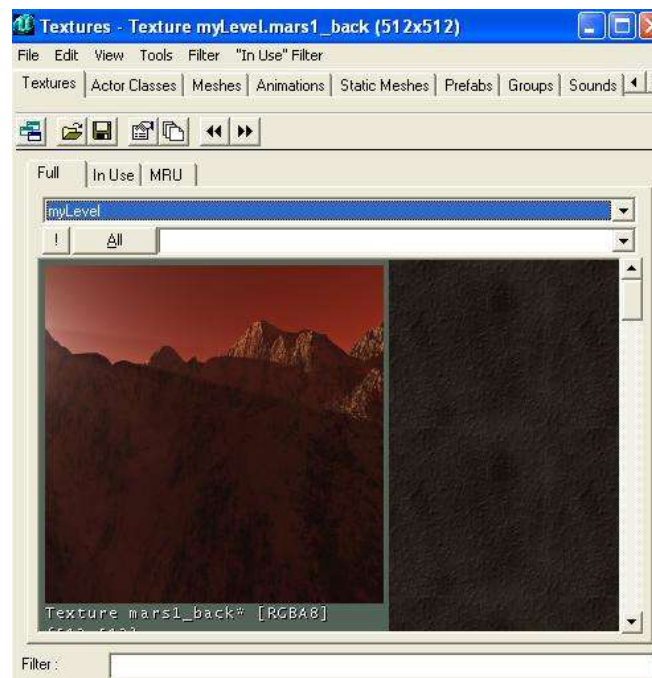 Textures - Texture myLevel.mars1_back (512x512)
File Edit View Tools Filter "In Use" Filter
Textures Actor Classes Meshes Animations Static Meshes Prefabs Groups Sounds
Full In Use MRU
myLevel
! All
Texture mars1_back* [RGBA8]
Filter :